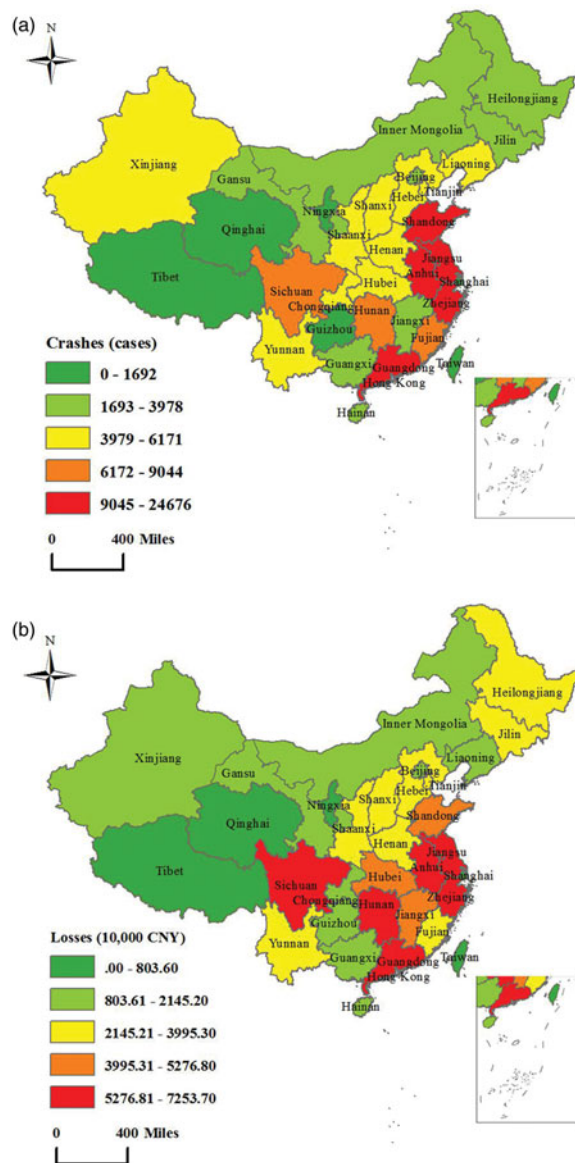 (a)
N
Heilongjiang
Inner Mongolia
Jilin
Xinjiang
Liaoning
Beijing
Gansu
Tianjin
Hebei
Ningxia
Shanxi
Shandong
Qinghai
Shaanxi
Henan
Jiangsu
Tibet
Anhui
Shanghai
Hubei
Sichuan
Chongqing
Zhejiang
Hunan
Jiangxi
Guizhou
Fujian
Yunnan
Taiwan
Guangxi
Guangdong
Hong Kong
Hainan
Crashes (cases)
0 - 1692
1693 - 3978
3979 - 6171
6172 - 9044
9045 - 24676
0 400 Miles
(b)
N
Heilongjiang
Inner Mongolia
Jilin
Xinjiang
Liaoning
Beijing
Gansu
Tianjin
Hebei
Ningxia
Shanxi
Shandong
Qinghai
Shaanxi
Henan
Jiangsu
Tibet
Anhui
Shanghai
Hubei
Sichuan
Chongqing
Zhejiang
Hunan
Jiangxi
Guizhou
Fujian
Yunnan
Taiwan
Guangxi
Guangdong
Hong Kong
Hainan
Losses (10,000 CNY)
.00 - 803.60
803.61 - 2145.20
2145.21 - 3995.30
3995.31 - 5276.80
5276.81 - 7253.70
0 400 Miles